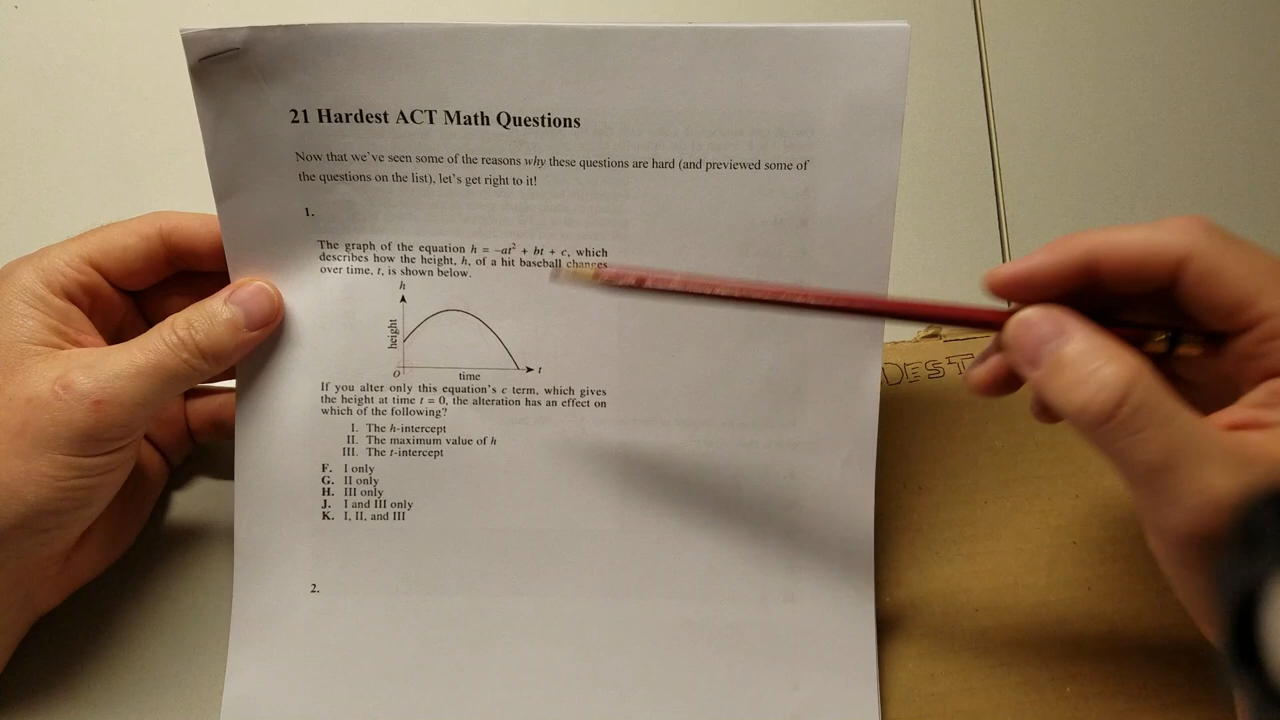 21 Hardest ACT Math Questions
Now that we've seen some of the reasons why these questions are hard (and previewed some of
the questions on the list), let's get right to it!
1.
The graph of the equation h = −at² + bt + c, which
describes how the height, h, of a hit baseball changes
over time, t, is shown below.
h
height
O
time
t
If you alter only this equation's c term, which gives
the height at time t = 0, the alteration has an effect on
which of the following?
I. The h-intercept
II. The maximum value of h
III. The t-intercept
F. I only
G. II only
H. III only
J. I and III only
K. I, II, and III
2.
DEST